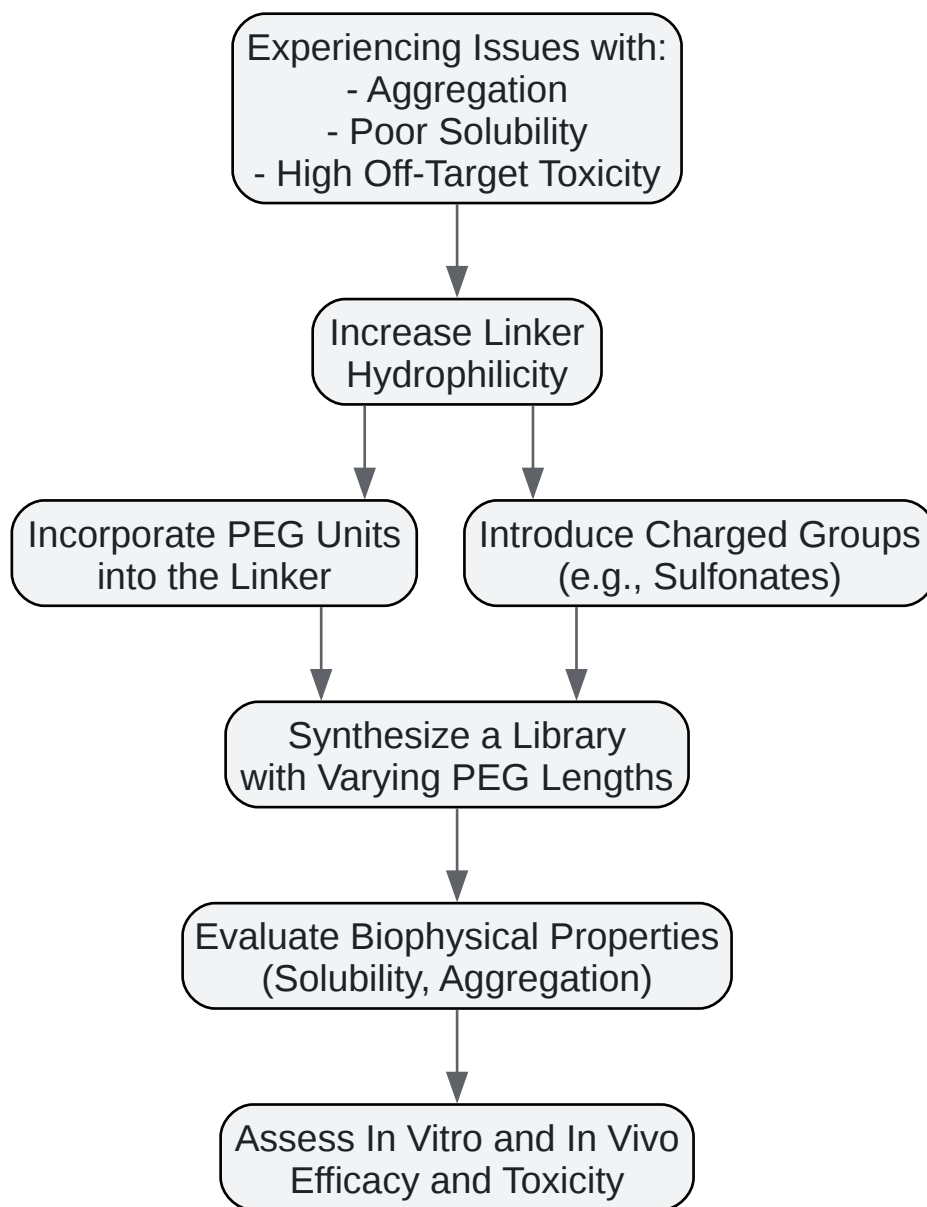 Experiencing Issues with:
- Aggregation
- Poor Solubility
- High Off-Target Toxicity
Increase Linker
Hydrophilicity
Incorporate PEG Units
into the Linker
Introduce Charged Groups
(e.g., Sulfonates)
Synthesize a Library
with Varying PEG Lengths
Evaluate Biophysical Properties
(Solubility, Aggregation)
Assess In Vitro and In Vivo
Efficacy and Toxicity